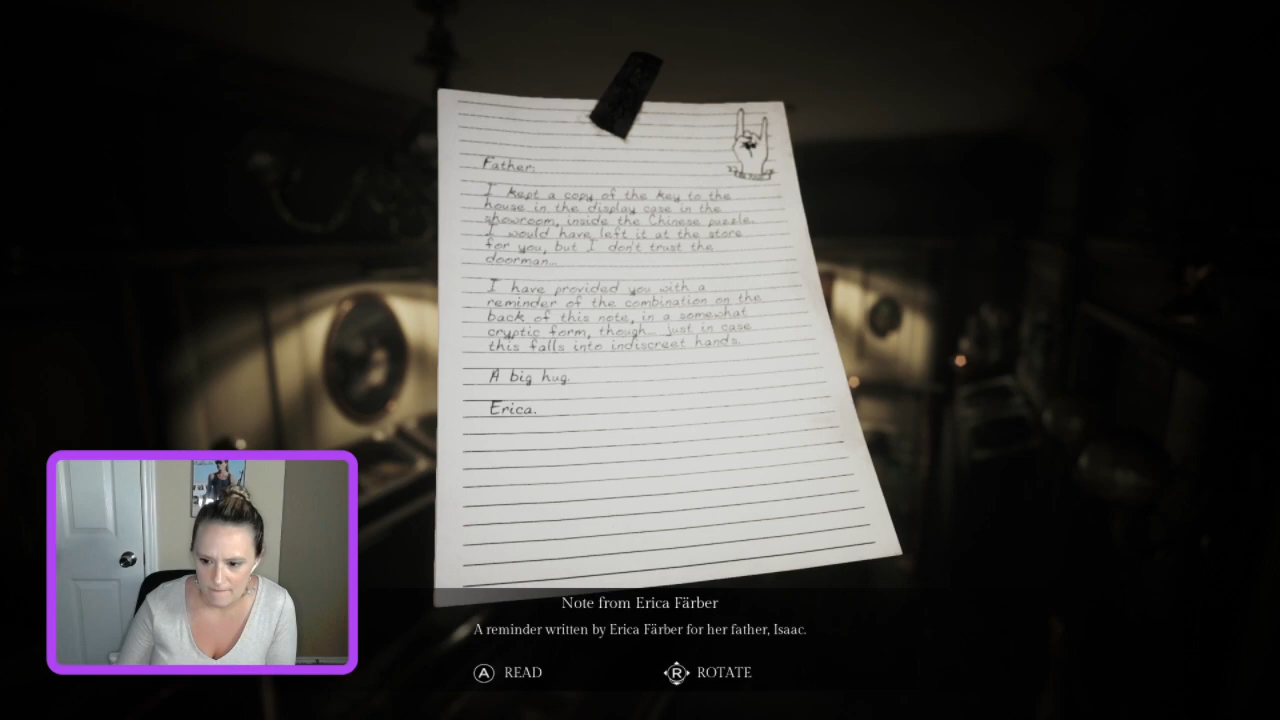 Father:
I kept a copy of the key to the
house in the display case in the
showroom, inside the Chinese puzzle.
I would have left it at the store
for you, but I don't trust the
doorman...
I have provided you with a
reminder of the combination on the
back of this note, in a somewhat
cryptic form, though... just in case
this falls into indiscreet hands.
A big hug.
Erica.
Note from Erica Färber
A reminder written by Erica Färber for her father, Isaac.
A READ
R ROTATE